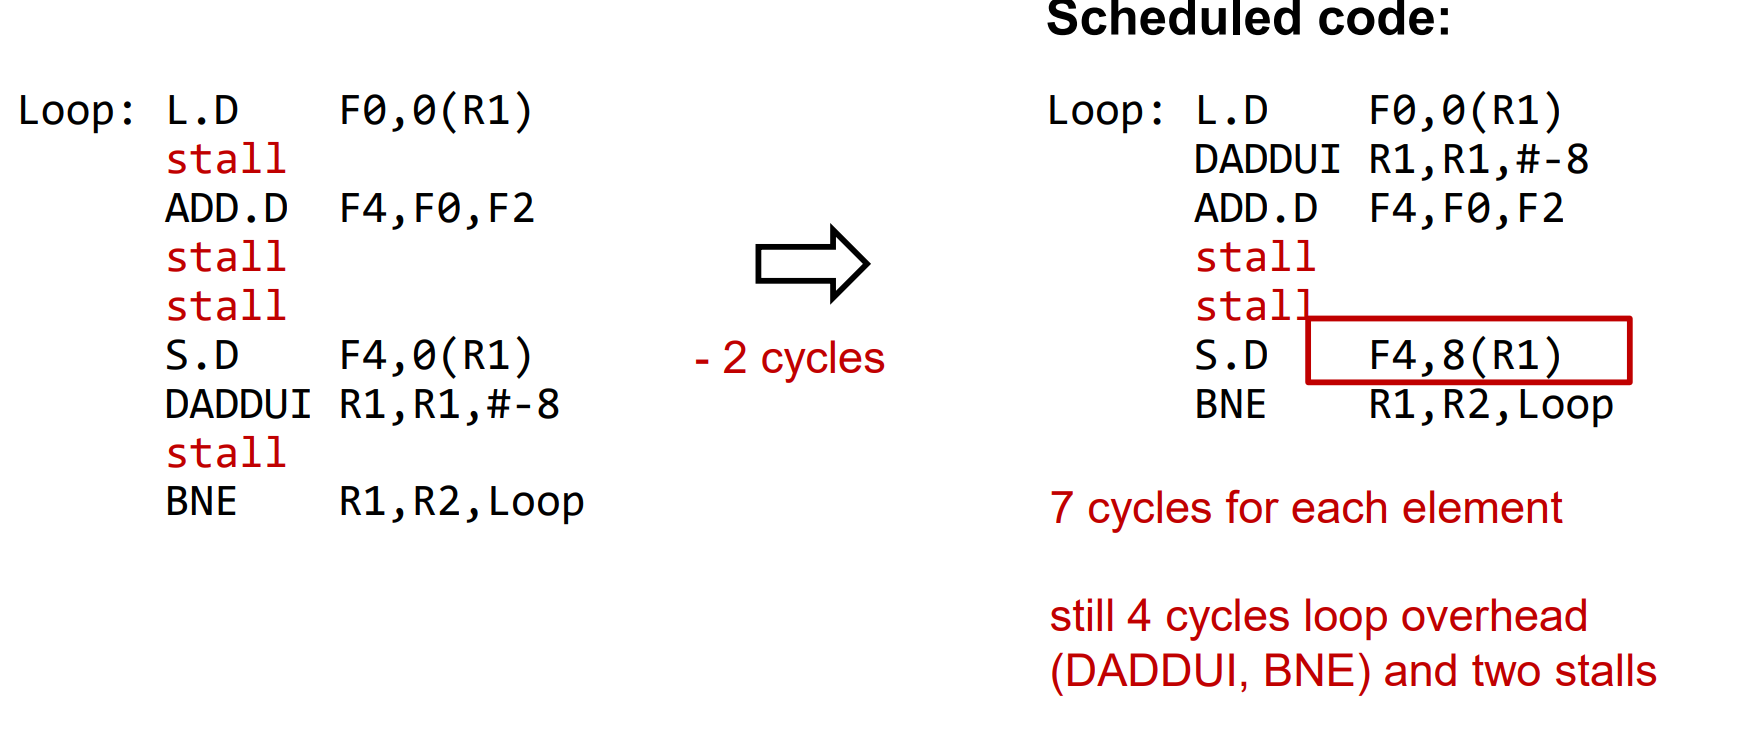 Scheduled code:
Loop: L.D F0,0(R1)
stall
ADD.D F4,F0,F2
stall
stall
S.D F4,0(R1)
DADDUI R1,R1,#-8
stall
BNE R1,R2,Loop
- 2 cycles
Loop: L.D F0,0(R1)
DADDUI R1,R1,#-8
ADD.D F4,F0,F2
stall
stall
S.D F4,8(R1)
BNE R1,R2,Loop
7 cycles for each element
still 4 cycles loop overhead
(DADDUI, BNE) and two stalls